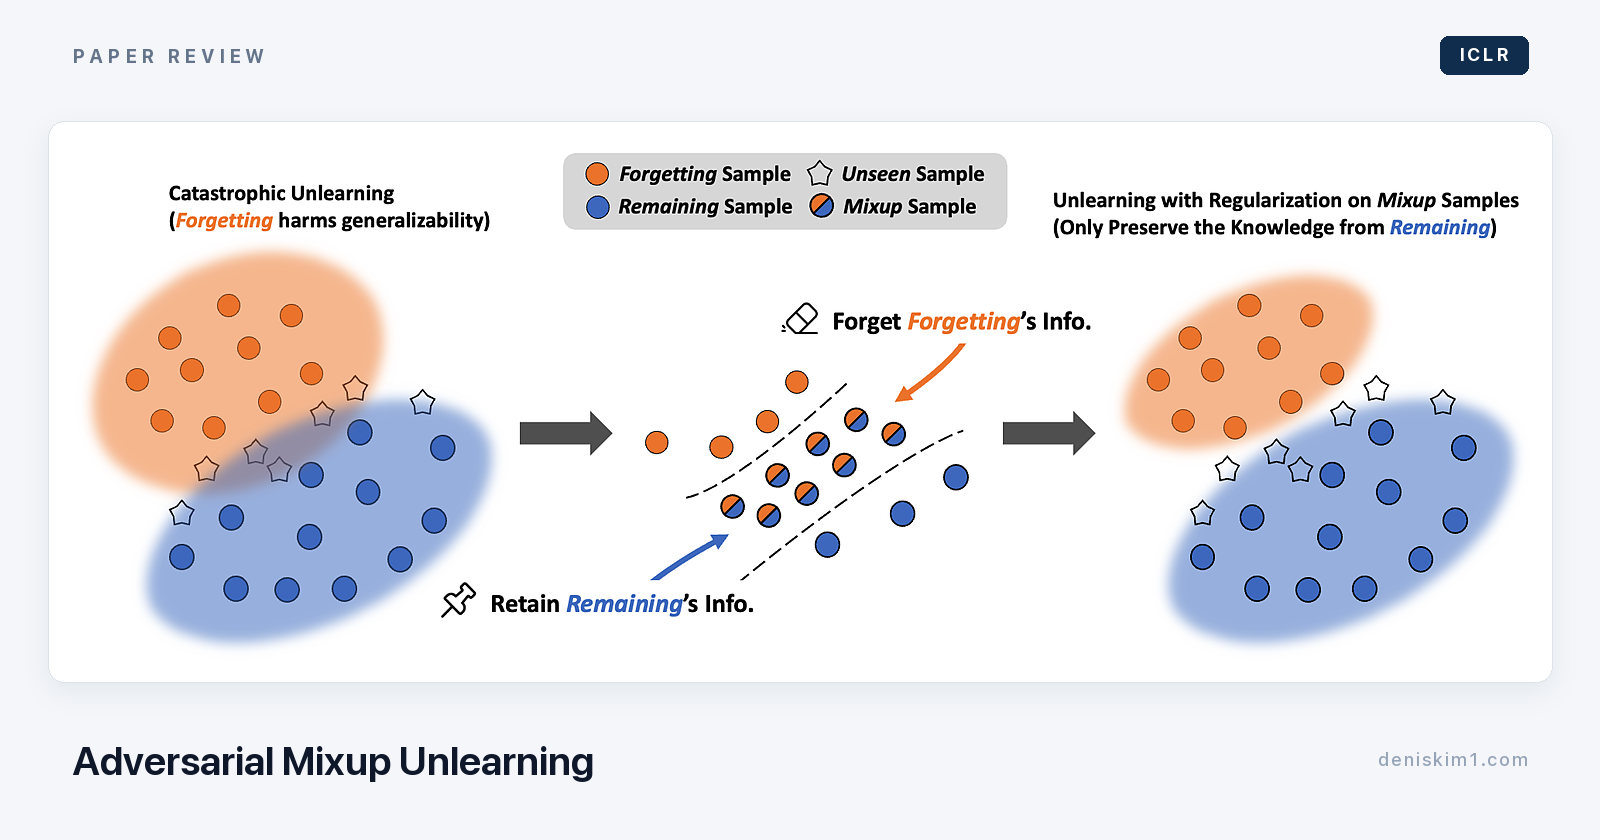 PAPER REVIEW
ICLR
Catastrophic Unlearning
(Forgetting harms generalizability)
Forgetting Sample
Unseen Sample
Remaining Sample
Mixup Sample
Unlearning with Regularization on Mixup Samples
(Only Preserve the Knowledge from Remaining)
Forget Forgetting's Info.
Retain Remaining's Info.
Adversarial Mixup Unlearning
deniskim1.com